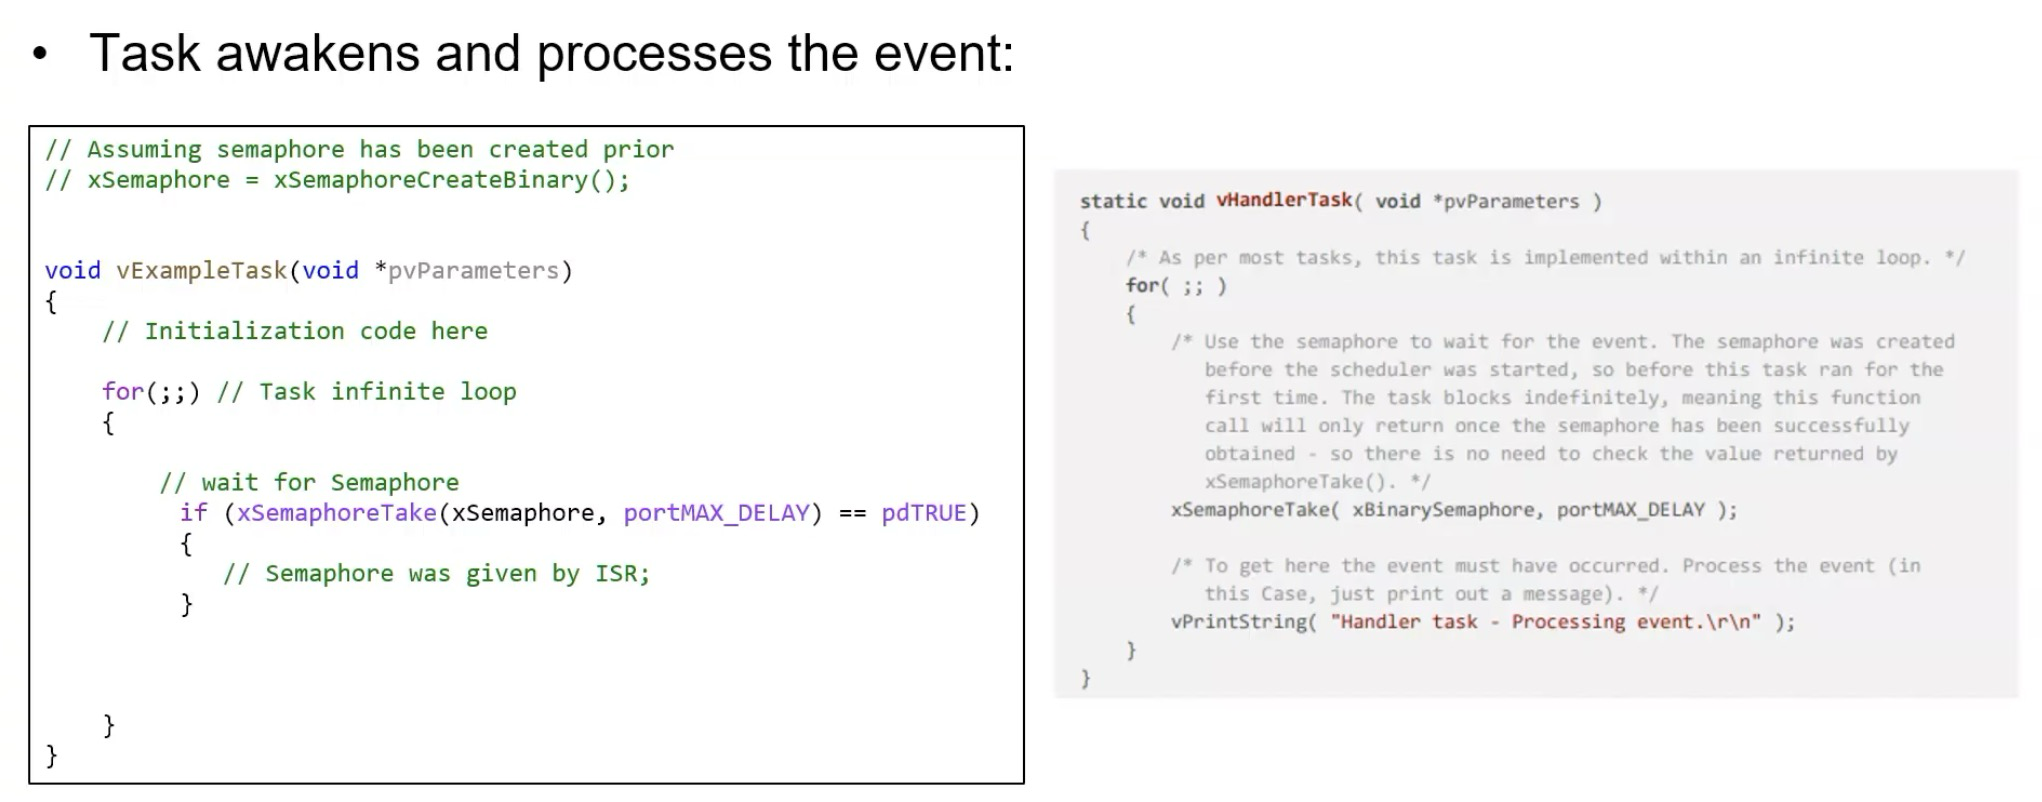 • Task awakens and processes the event:
// Assuming semaphore has been created prior
// xSemaphore = xSemaphoreCreateBinary();
void vExampleTask(void *pvParameters)
{
// Initialization code here
for(;;) // Task infinite loop
{
// wait for Semaphore
if (xSemaphoreTake(xSemaphore, portMAX_DELAY) == pdTRUE)
{
// Semaphore was given by ISR;
}
}
}
static void vHandlerTask( void *pvParameters )
{
/* As per most tasks, this task is implemented within an infinite loop. */
for( ;; )
{
/* Use the semaphore to wait for the event. The semaphore was created
before the scheduler was started, so before this task ran for the
first time. The task blocks indefinitely, meaning this function
call will only return once the semaphore has been successfully
obtained - so there is no need to check the value returned by
xSemaphoreTake(). */
xSemaphoreTake( xBinarySemaphore, portMAX_DELAY );
/* To get here the event must have occurred. Process the event (in
this Case, just print out a message). */
vPrintString( "Handler task - Processing event.\r\n" );
}
}